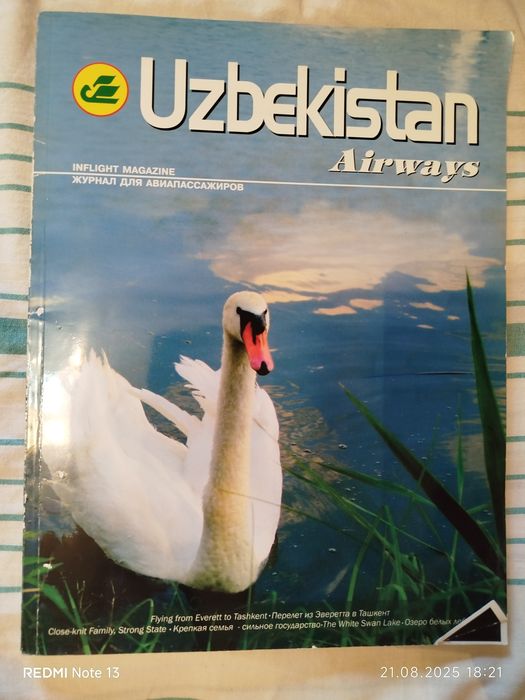 Uzbekistan
Airways
INFLIGHT MAGAZINE
ЖУРНАЛ ДЛЯ АВИАПАССАЖИРОВ
Flying from Everett to Tashkent · Перелет из Эверетта в Ташкент
Close-knit Family, Strong State · Крепкая семья - сильное государство · The White Swan Lake · Озеро белых
REDMI Note 13
21.08.2025 18:21